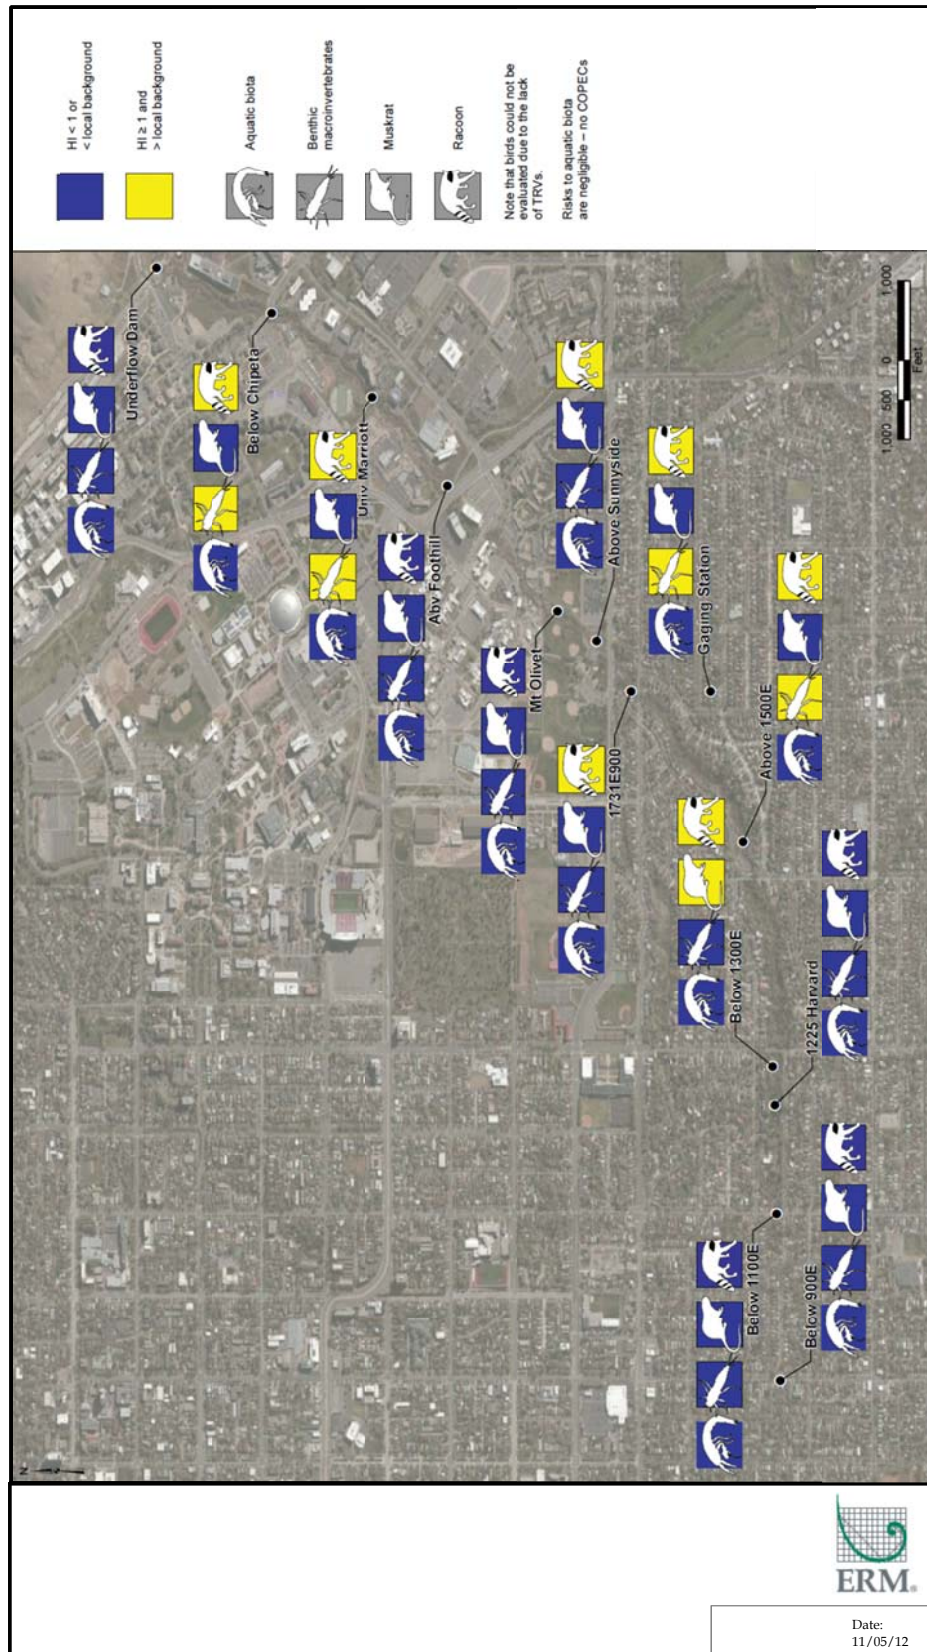 HI < 1 or
< local background
HI ≥ 1 and
> local background
Aquatic biota
Benthic
macroinvertebrates
Muskrat
Racoon
Note that birds could not be
evaluated due to the lack
of TRVs.
Risks to aquatic biota
are negligible – no COPECs
Underflow Dam
Below Chipeta
Univ Marriott
Abv Foothill
Mt Olivet
Above Sunnyside
1731E900
Gaging Station
Above 1500E
Below 1300E
1225 Harvard
Below 1100E
Below 900E
1,000 500 0 1,000
Feet
N
ERM®
Date:
11/05/12